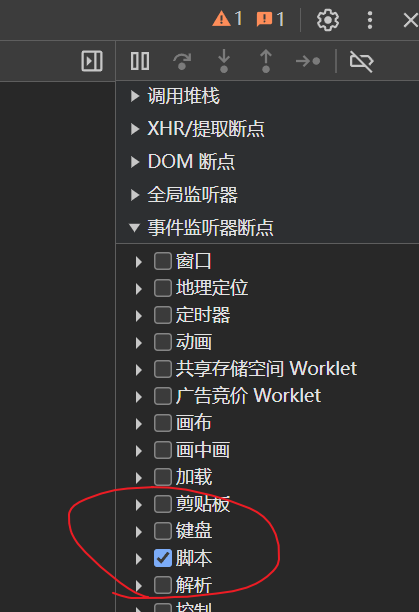 1 1
调用堆栈
XHR/提取断点
DOM 断点
全局监听器
事件监听器断点
窗口
地理定位
定时器
动画
共享存储空间 Worklet
广告竞价 Worklet
画布
画中画
加载
剪贴板
键盘
脚本
解析
控制